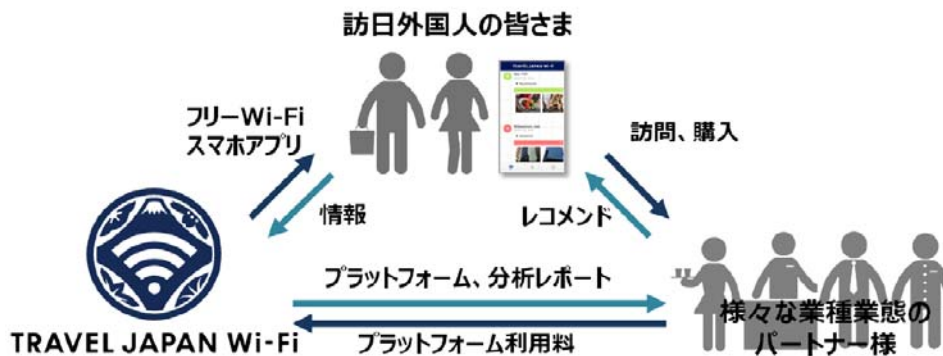 訪日外国人の皆さま
フリーWi-Fi
スマホアプリ
訪問、購入
情報
レコメンド
プラットフォーム、分析レポート
様々な業種業態の
パートナー様
TRAVEL JAPAN Wi-Fi
プラットフォーム利用料